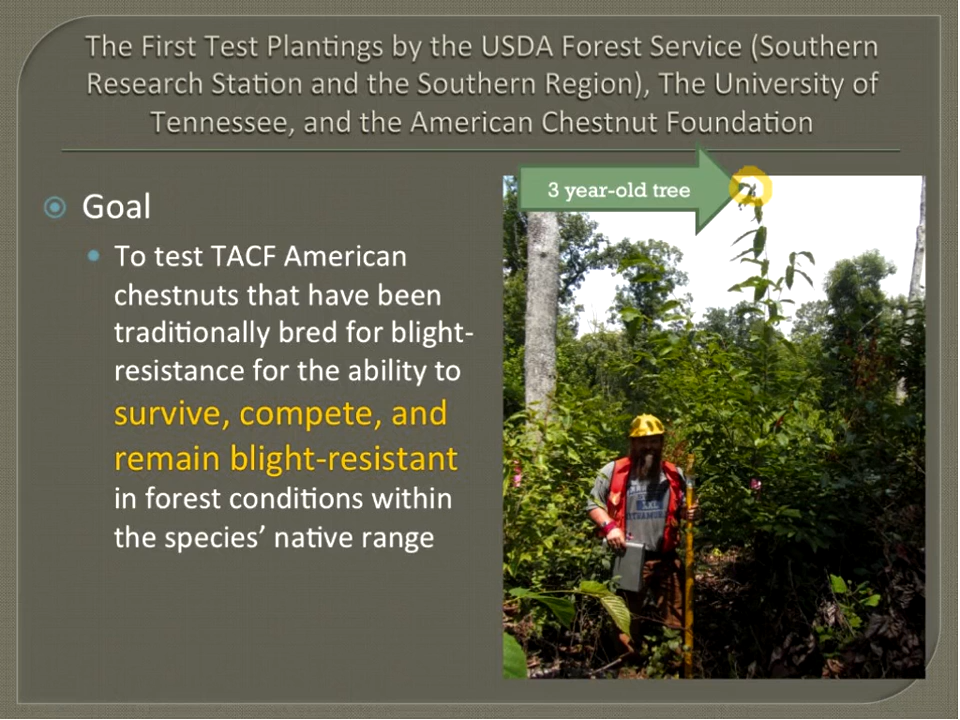 The First Test Plantings by the USDA Forest Service (Southern
Research Station and the Southern Region), The University of
Tennessee, and the American Chestnut Foundation
3 year-old tree
Goal
To test TACF American
chestnuts that have been
traditionally bred for blight-
resistance for the ability to
survive, compete, and
remain blight-resistant
in forest conditions within
the species’ native range
XXL